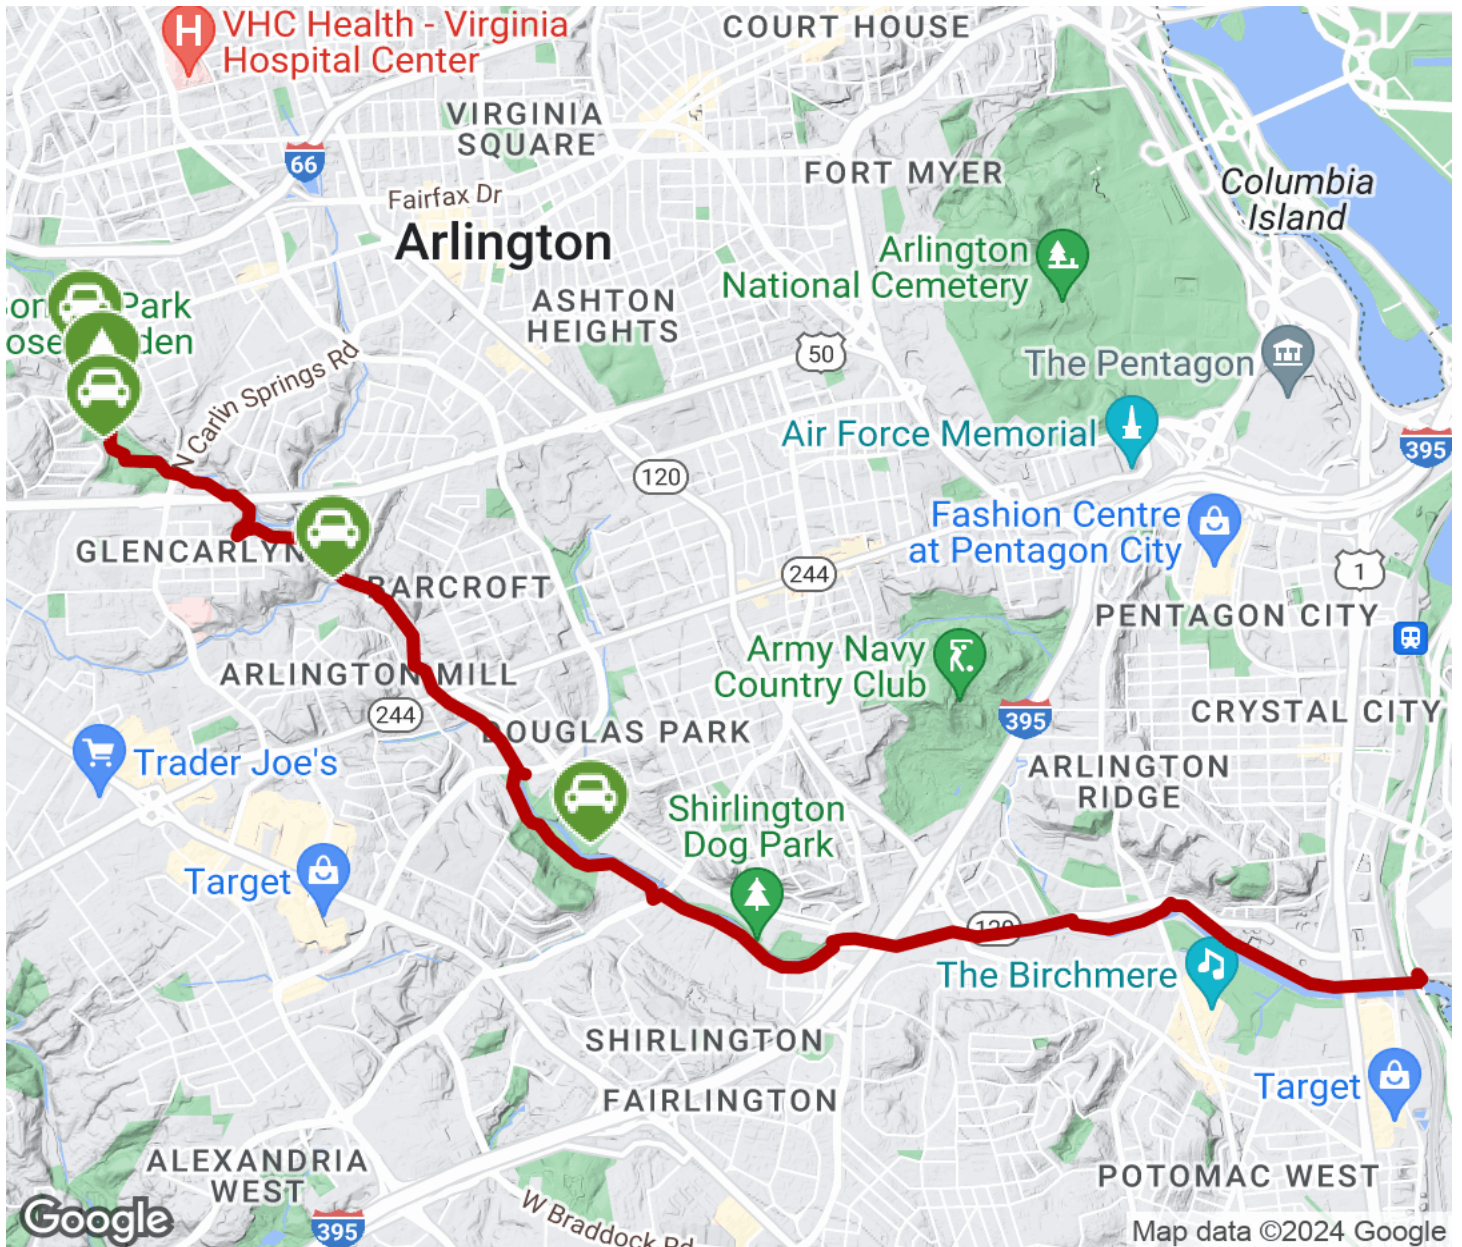 VHC Health - Virginia
Hospital Center
COURT HOUSE
VIRGINIA
SQUARE
66
Fairfax Dr
FORT MYER
Columbia
Island
Arlington
Arlington
National Cemetery
Park
ASHTON
HEIGHTS
50
The Pentagon
N Carlin Springs Rd
Air Force Memorial
395
120
Fashion Centre
at Pentagon City
GLENCARLYN
BARCROFT
244
1
PENTAGON CITY
ARLINGTON MILL
Army Navy
Country Club
244
DOUGLAS PARK
395
CRYSTAL CITY
Trader Joe's
ARLINGTON
RIDGE
Shirlington
Dog Park
Target
120
The Birchmere
SHIRLINGTON
FAIRLINGTON
Target
ALEXANDRIA
WEST
POTOMAC WEST
W Braddock Rd
Google
395
Map data ©2024 Google